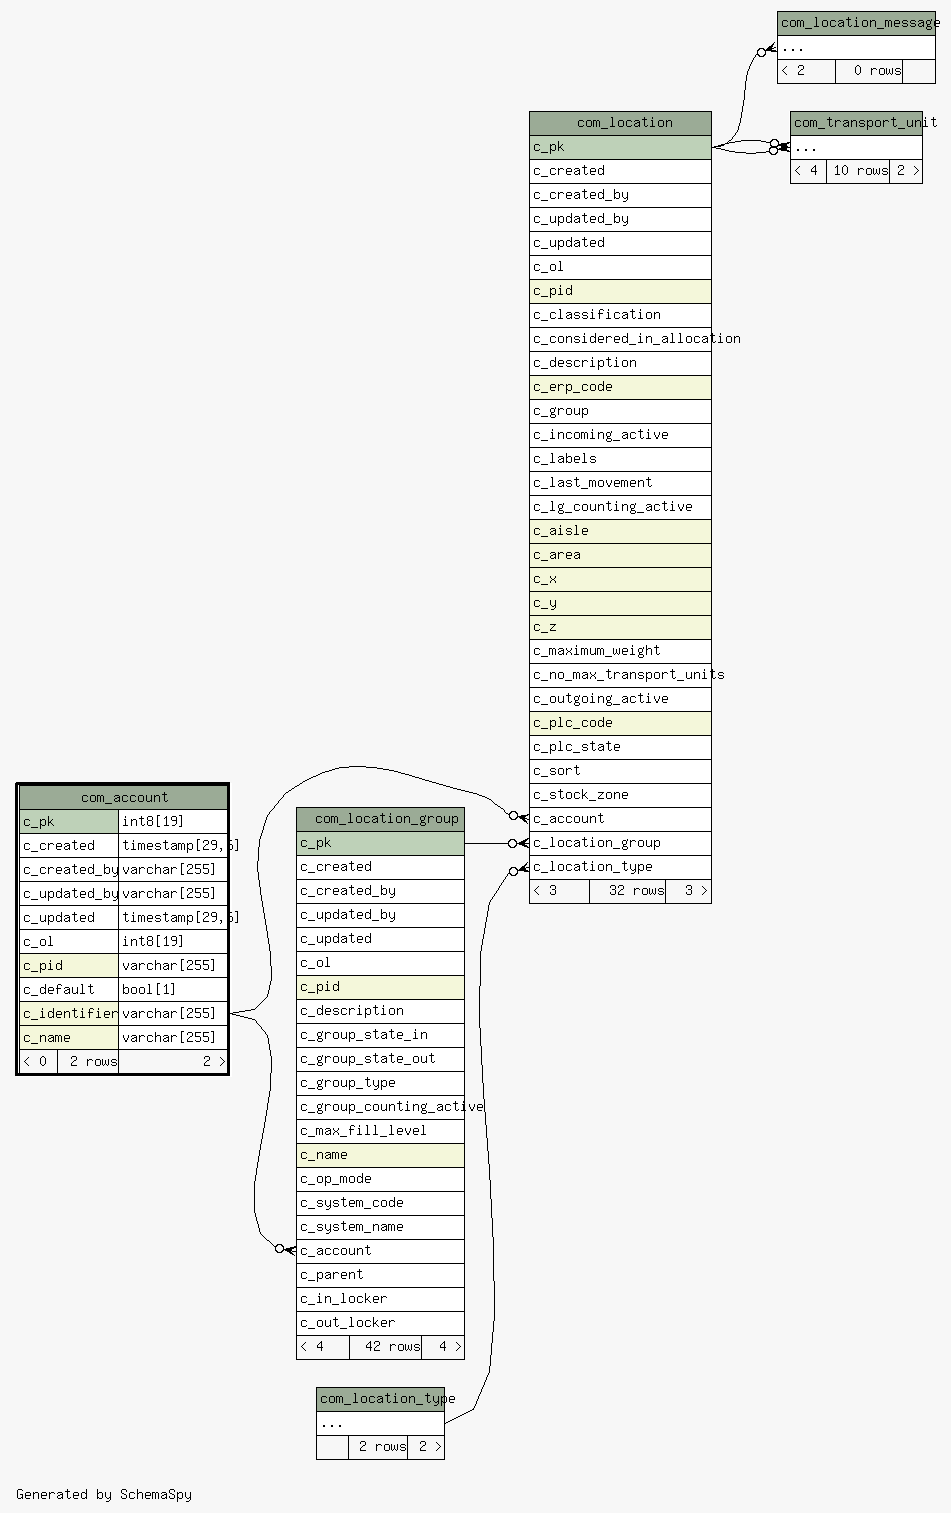 com_location_message
...
< 2 0 rows
com_transport_unit
...
< 4 10 rows 2 >
com_location
c_pk
c_created
c_created_by
c_updated_by
c_updated
c_ol
c_pid
c_classification
c_considered_in_allocation
c_description
c_erp_code
c_group
c_incoming_active
c_labels
c_last_movement
c_lg_counting_active
c_aisle
c_area
c_x
c_y
c_z
c_maximum_weight
c_no_max_transport_units
c_outgoing_active
c_plc_code
c_plc_state
c_sort
c_stock_zone
c_account
c_location_group
c_location_type
< 3 32 rows 3 >
com_account
c_pk int8[19]
c_created timestamp[29,6]
c_created_by varchar[255]
c_updated_by varchar[255]
c_updated timestamp[29,6]
c_ol int8[19]
c_pid varchar[255]
c_default bool[1]
c_identifier varchar[255]
c_name varchar[255]
< 0 2 rows 2 >
com_location_group
c_pk
c_created
c_created_by
c_updated_by
c_updated
c_ol
c_pid
c_description
c_group_state_in
c_group_state_out
c_group_type
c_group_counting_active
c_max_fill_level
c_name
c_op_mode
c_system_code
c_system_name
c_account
c_parent
c_in_locker
c_out_locker
< 4 42 rows 4 >
com_location_type
...
2 rows 2 >
Generated by SchemaSpy